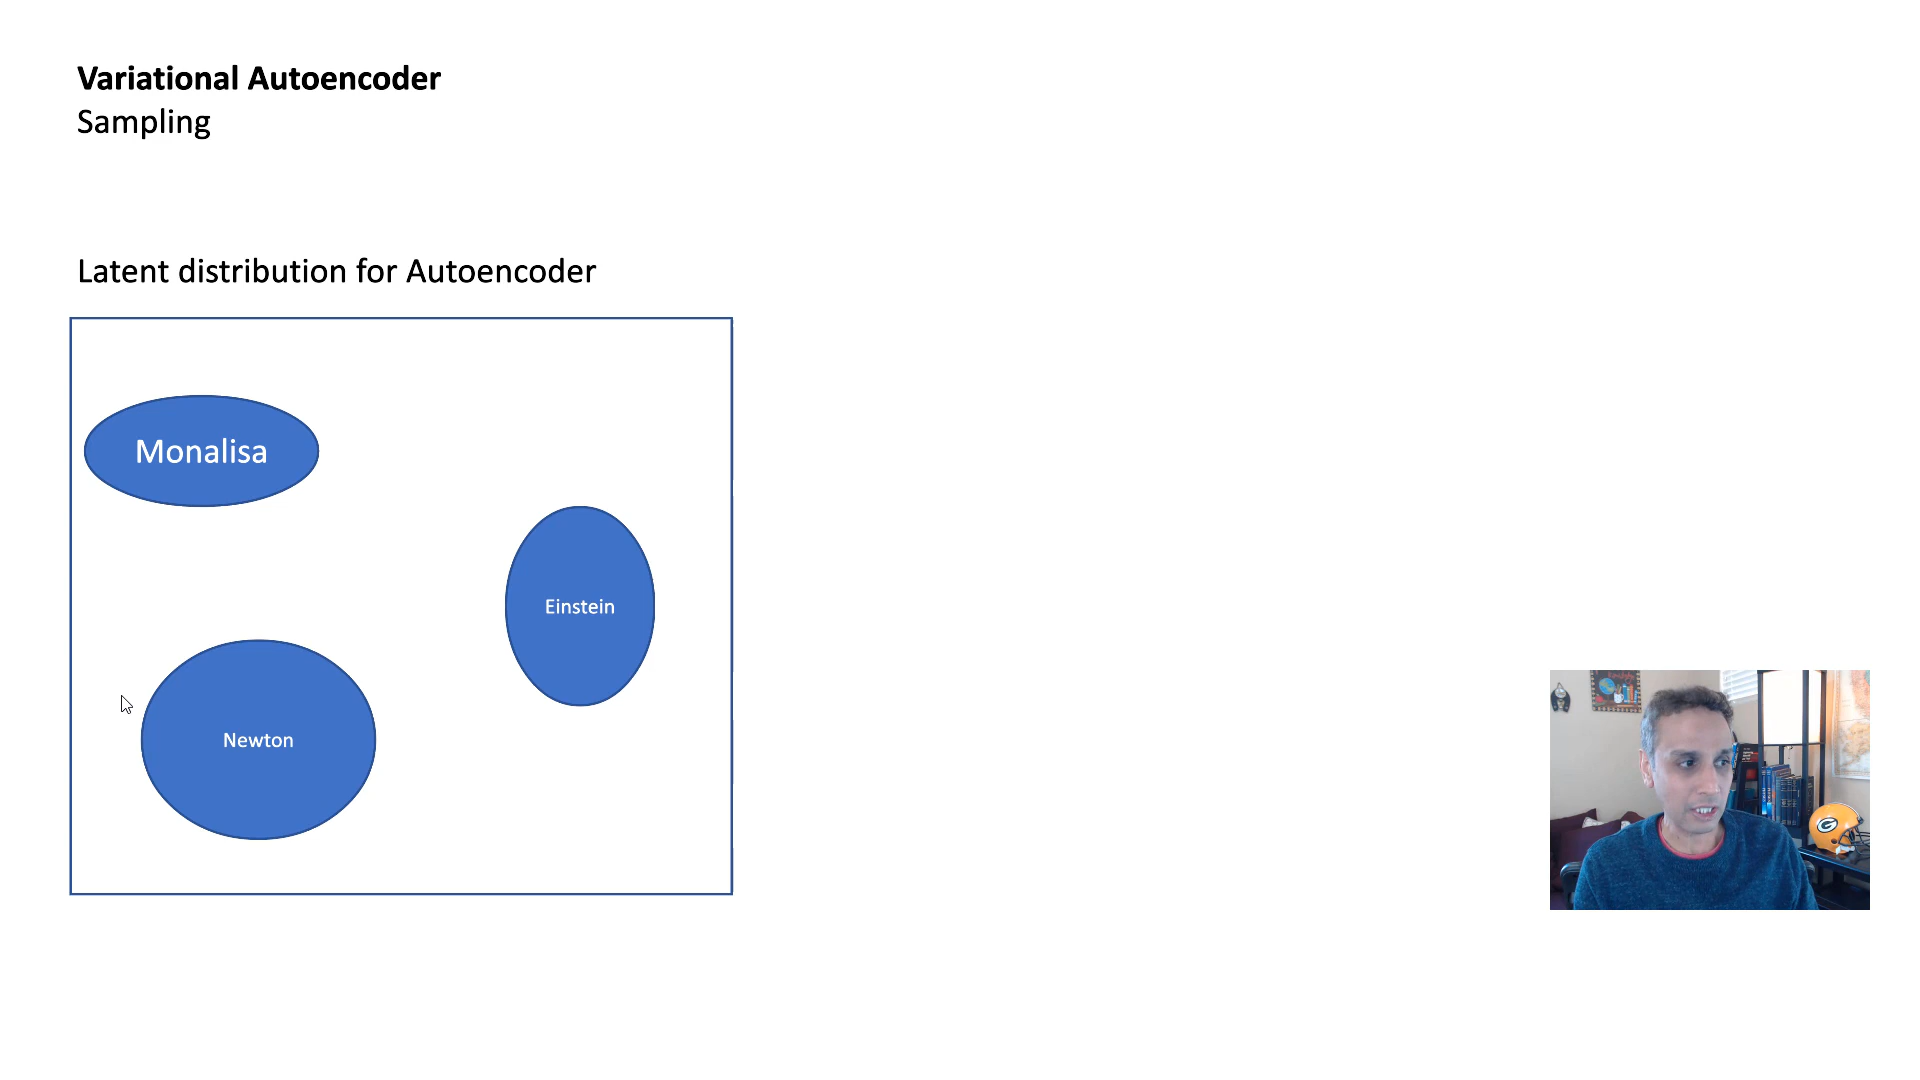 Variational Autoencoder
Sampling
Latent distribution for Autoencoder
Monalisa
Einstein
Newton
G